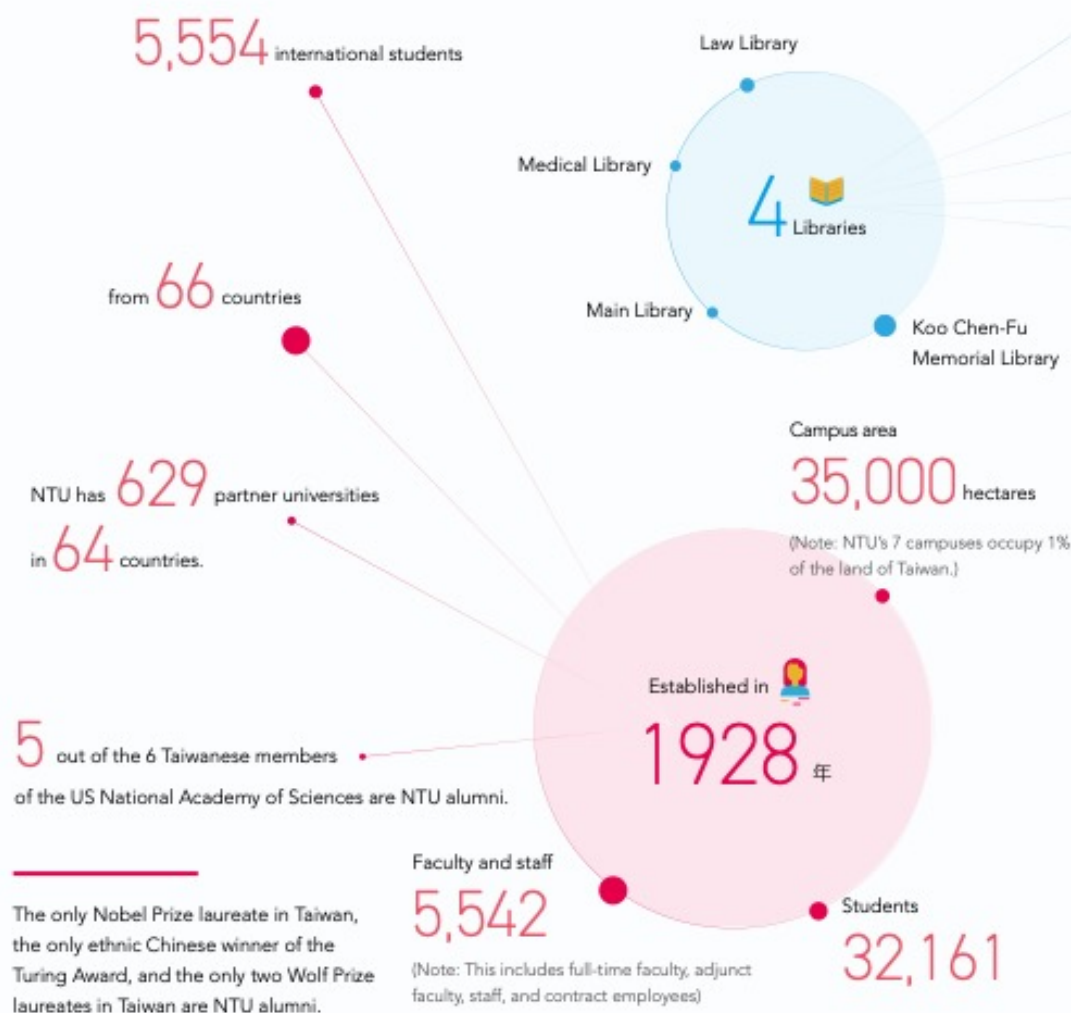 5,554 international students
from 66 countries
NTU has 629 partner universities
in 64 countries.
5 out of the 6 Taiwanese members
of the US National Academy of Sciences are NTU alumni.
The only Nobel Prize laureate in Taiwan,
the only ethnic Chinese winner of the
Turing Award, and the only two Wolf Prize
laureates in Taiwan are NTU alumni.
Law Library
Medical Library
4 Libraries
Main Library
Koo Chen-Fu
Memorial Library
Campus area
35,000 hectares
(Note: NTU's 7 campuses occupy 1%
of the land of Taiwan.)
Established in
1928 年
Faculty and staff
5,542
(Note: This includes full-time faculty, adjunct
faculty, staff, and contract employees)
Students
32,161